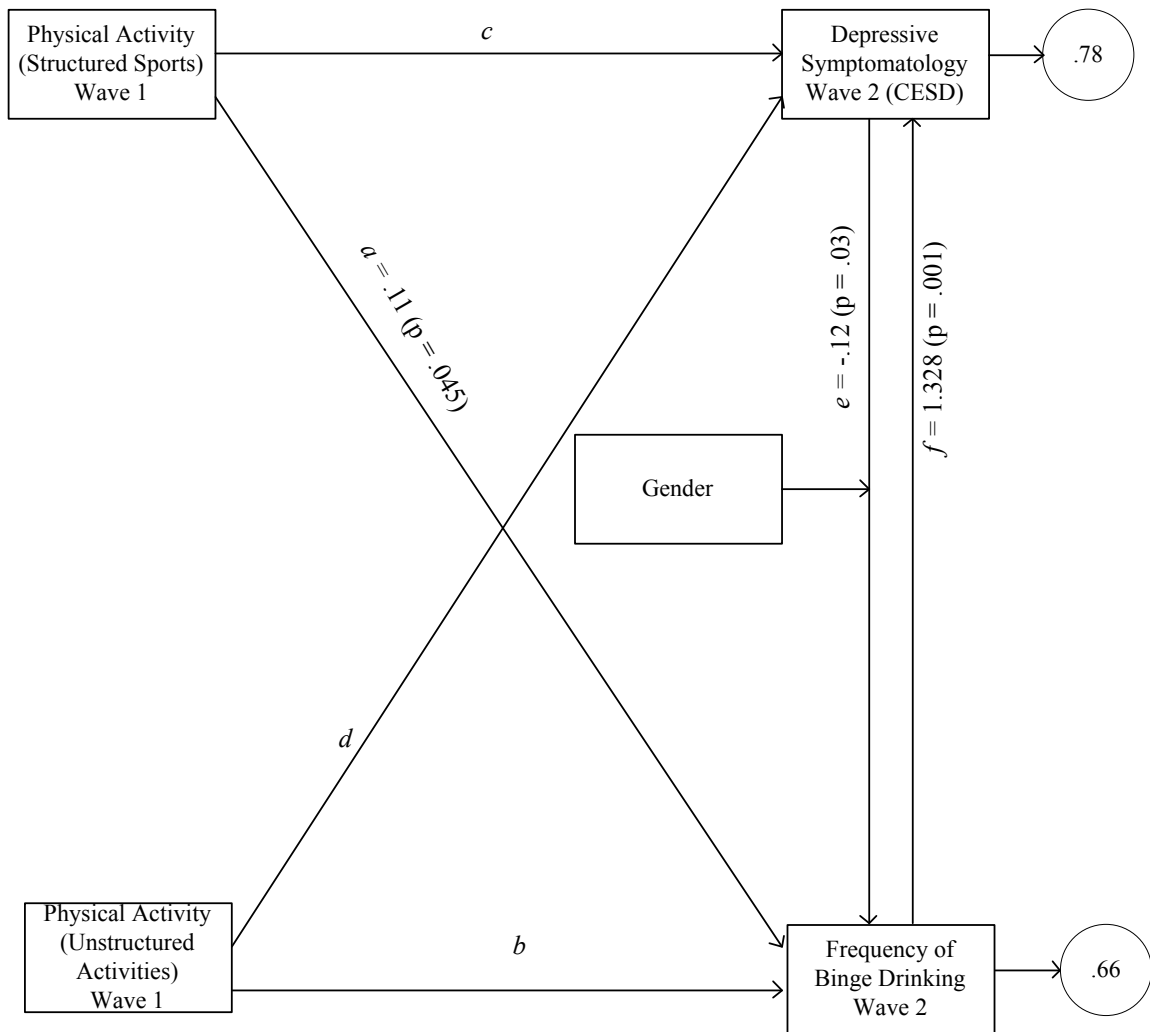 Physical Activity
(Structured Sports)
Wave 1
c
Depressive
Symptomatology
Wave 2 (CESD)
.78
a = .11 (p = .045)
e = -.12 (p = .03)
f = 1.328 (p = .001)
Gender
d
Physical Activity
(Unstructured
Activities)
Wave 1
b
Frequency of
Binge Drinking
Wave 2
.66